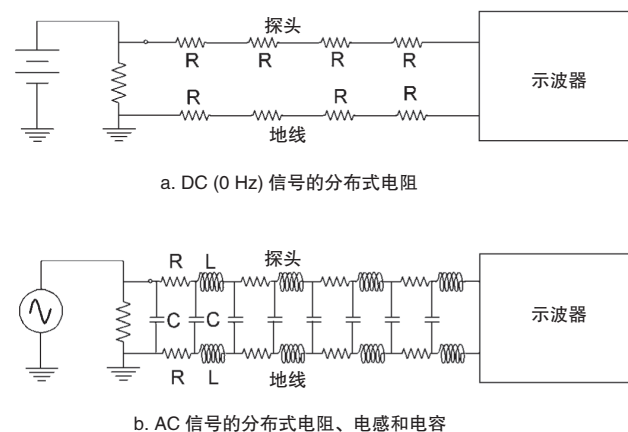 探头
R R R R
示波器
R R R
地线
a. DC (0 Hz) 信号的分布式电阻
R L 探头
C C
示波器
R L 地线
b. AC 信号的分布式电阻、电感和电容